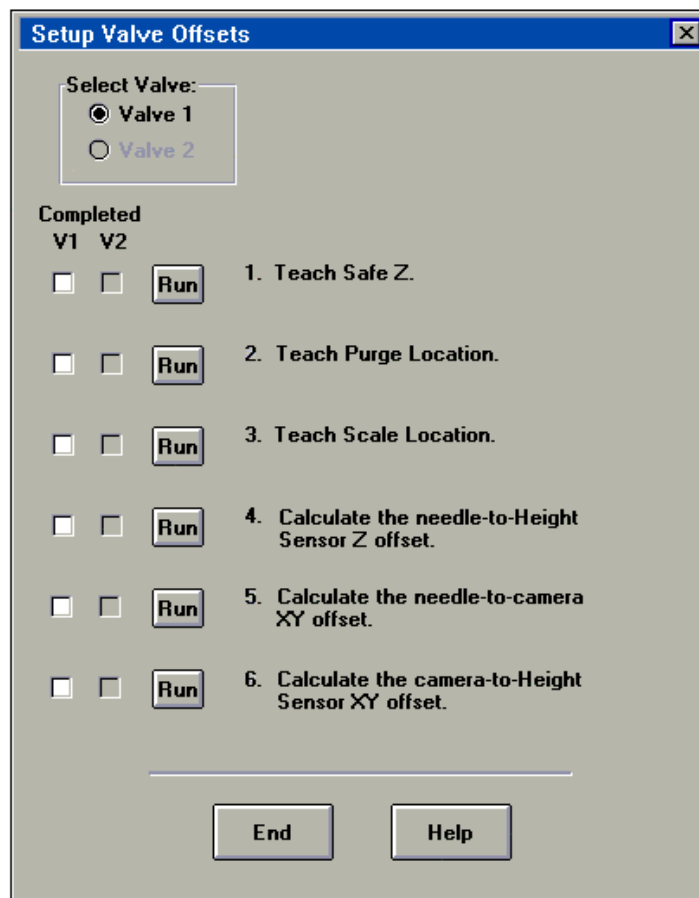 Setup Valve Offsets
Select Valve:
Valve 1
Valve 2
Completed
V1 V2
Run 1. Teach Safe Z.
Run 2. Teach Purge Location.
Run 3. Teach Scale Location.
Run 4. Calculate the needle-to-Height
Sensor Z offset.
Run 5. Calculate the needle-to-camera
XY offset.
Run 6. Calculate the camera-to-Height
Sensor XY offset.
End Help